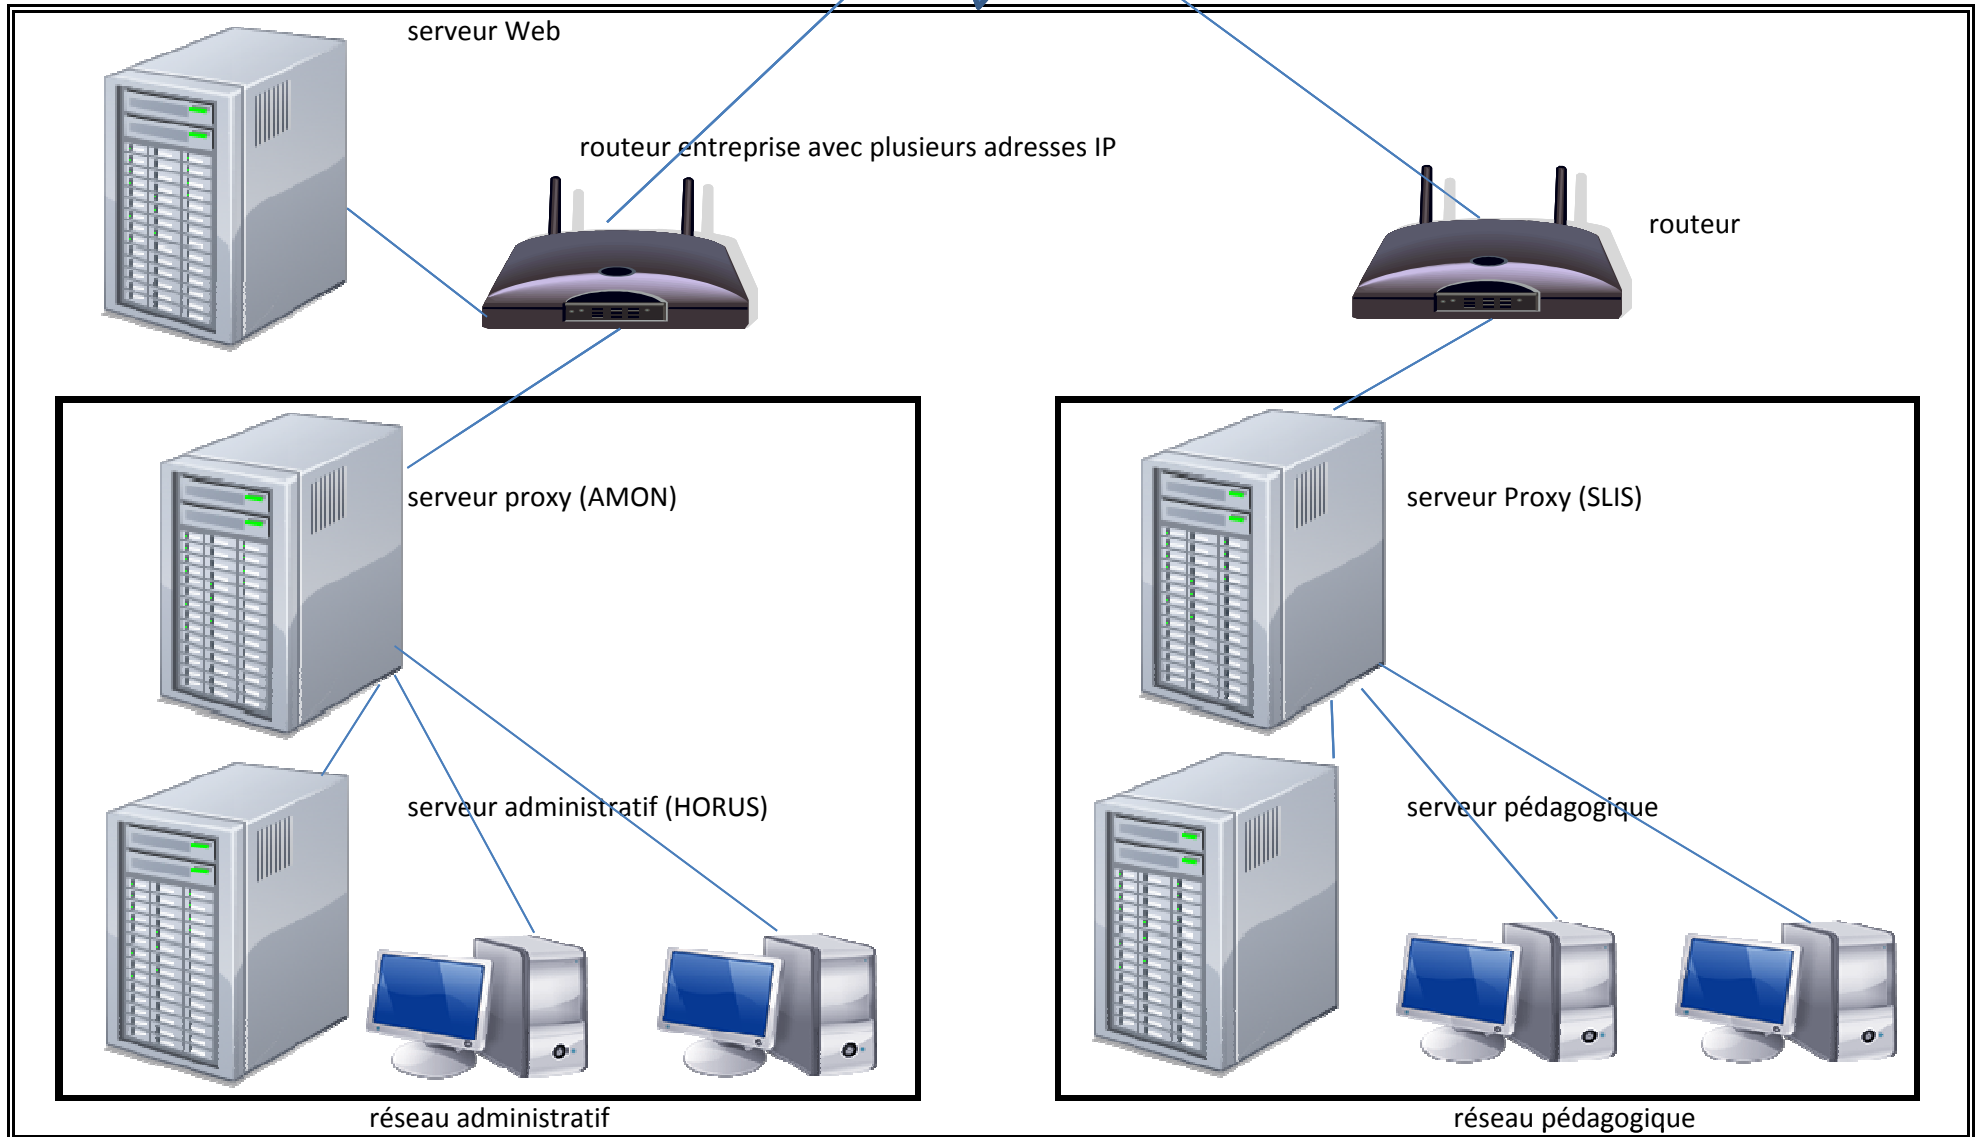 serveur Web
routeur entreprise avec plusieurs adresses IP
routeur
serveur proxy (AMON)
serveur Proxy (SLIS)
serveur administratif (HORUS)
serveur pédagogique
réseau administratif
réseau pédagogique